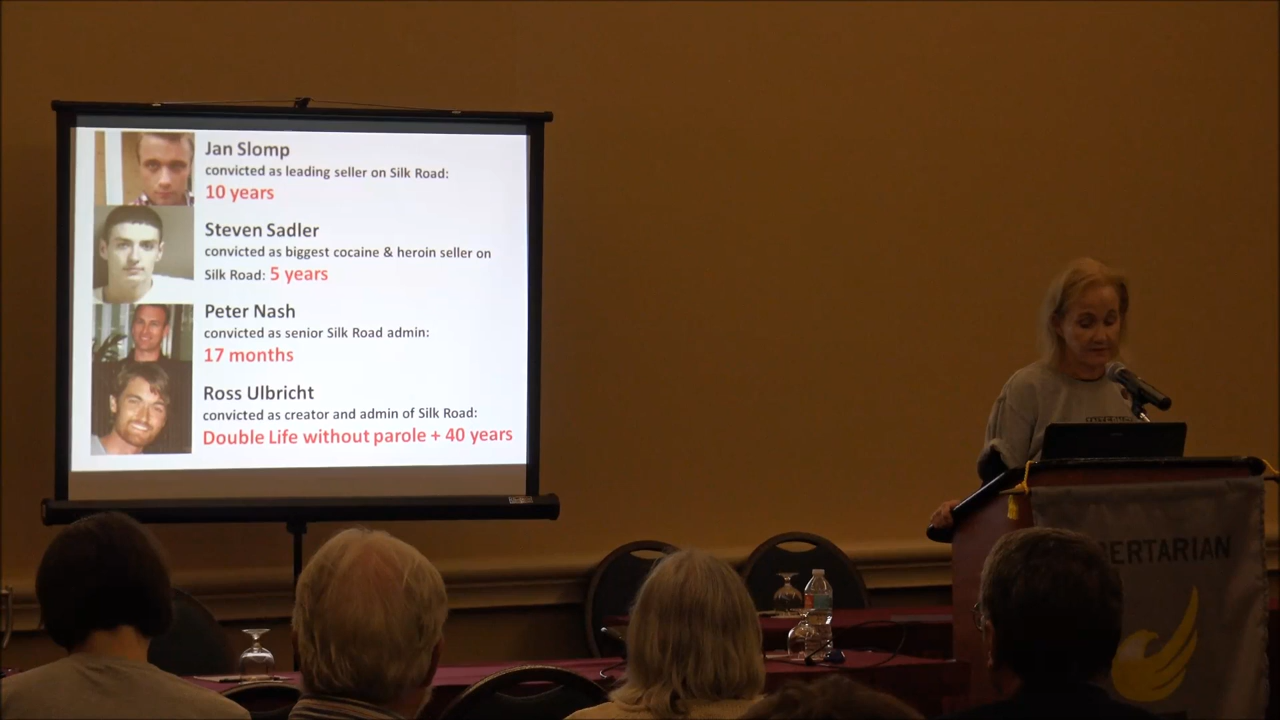 Jan Slomp
convicted as leading seller on Silk Road:
10 years
Steven Sadler
convicted as biggest cocaine & heroin seller on
Silk Road: 5 years
Peter Nash
convicted as senior Silk Road admin:
17 months
Ross Ulbricht
convicted as creator and admin of Silk Road:
Double Life without parole + 40 years
ERTARIAN